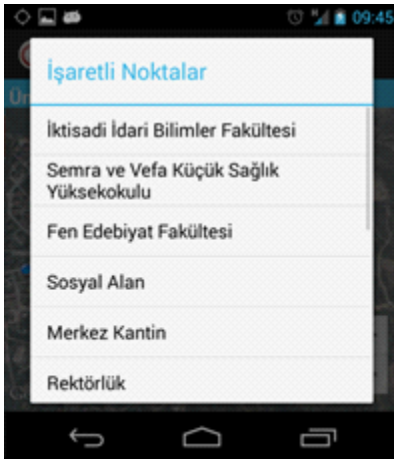 09:45
Ün
İşaretli Noktalar
İktisadi İdari Bilimler Fakültesi
Semra ve Vefa Küçük Sağlık
Yüksekokulu
Fen Edebiyat Fakültesi
Sosyal Alan
Merkez Kantin
Rektörlük